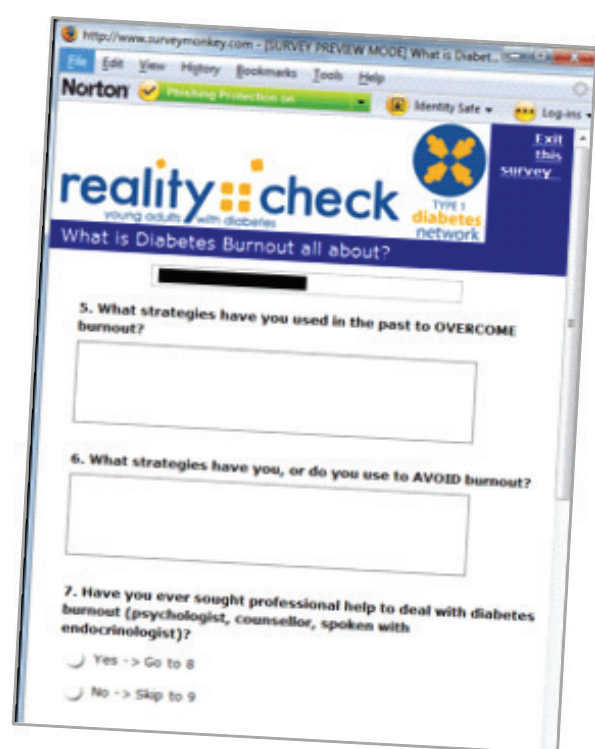 http://www.surveymonkey.com - [SURVEY PREVIEW MODE] What is Diabet...
File Edit View History Bookmarks Tools Help
Norton Phishing Protection on Identity Safe Log-ins
Exit
this
survey
reality check
young adults with diabetes
TYPE 1
diabetes
network
What is Diabetes Burnout all about?
5. What strategies have you used in the past to OVERCOME
burnout?
6. What strategies have you, or do you use to AVOID burnout?
7. Have you ever sought professional help to deal with diabetes
burnout (psychologist, counsellor, spoken with
endocrinologist)?
Yes -> Go to 8
No -> Skip to 9